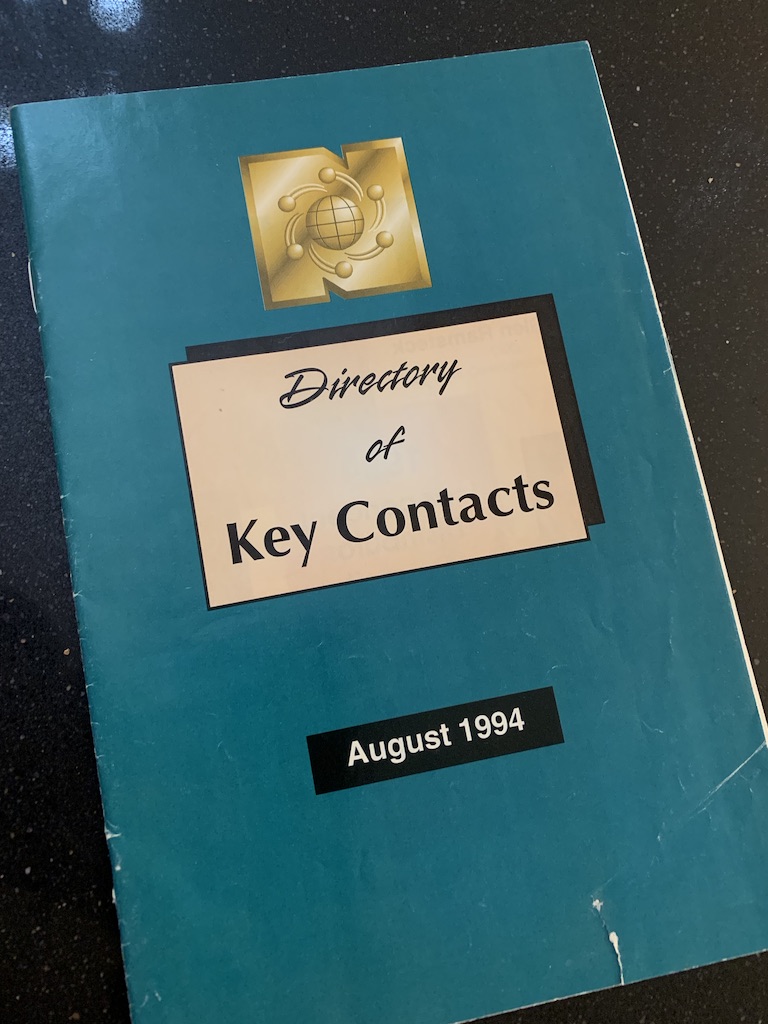 Directory
of
Key Contacts
August 1994